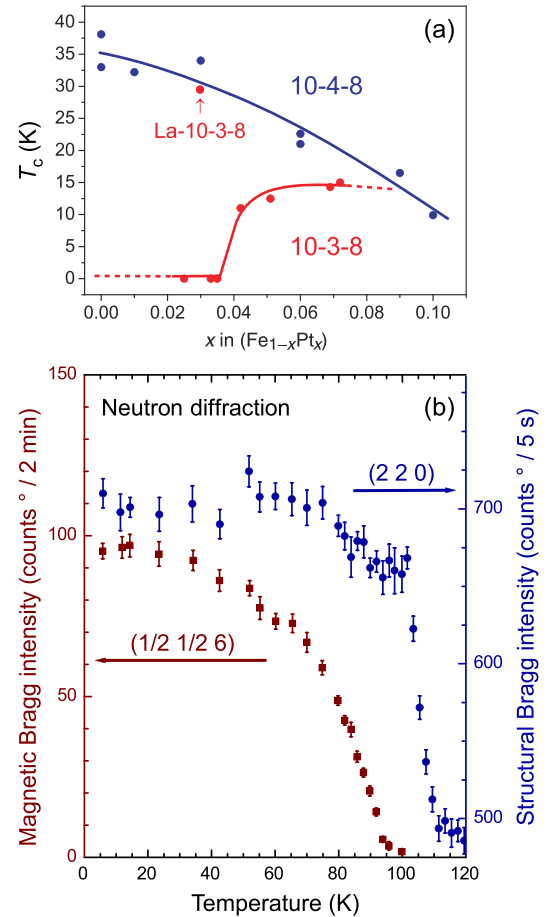 (a)
40
35
30
25
20
15
10
5
0
T_c (K)
10-4-8
La-10-3-8
10-3-8
0.00 0.02 0.04 0.06 0.08 0.10
x in (Fe_{1–x}Pt_x)
150
100
50
0
Magnetic Bragg intensity (counts ° / 2 min)
Neutron diffraction
(b)
(2 2 0)
(1/2 1/2 6)
700
600
500
Structural Bragg intensity (counts ° / 5 s)
0 20 40 60 80 100 120
Temperature (K)